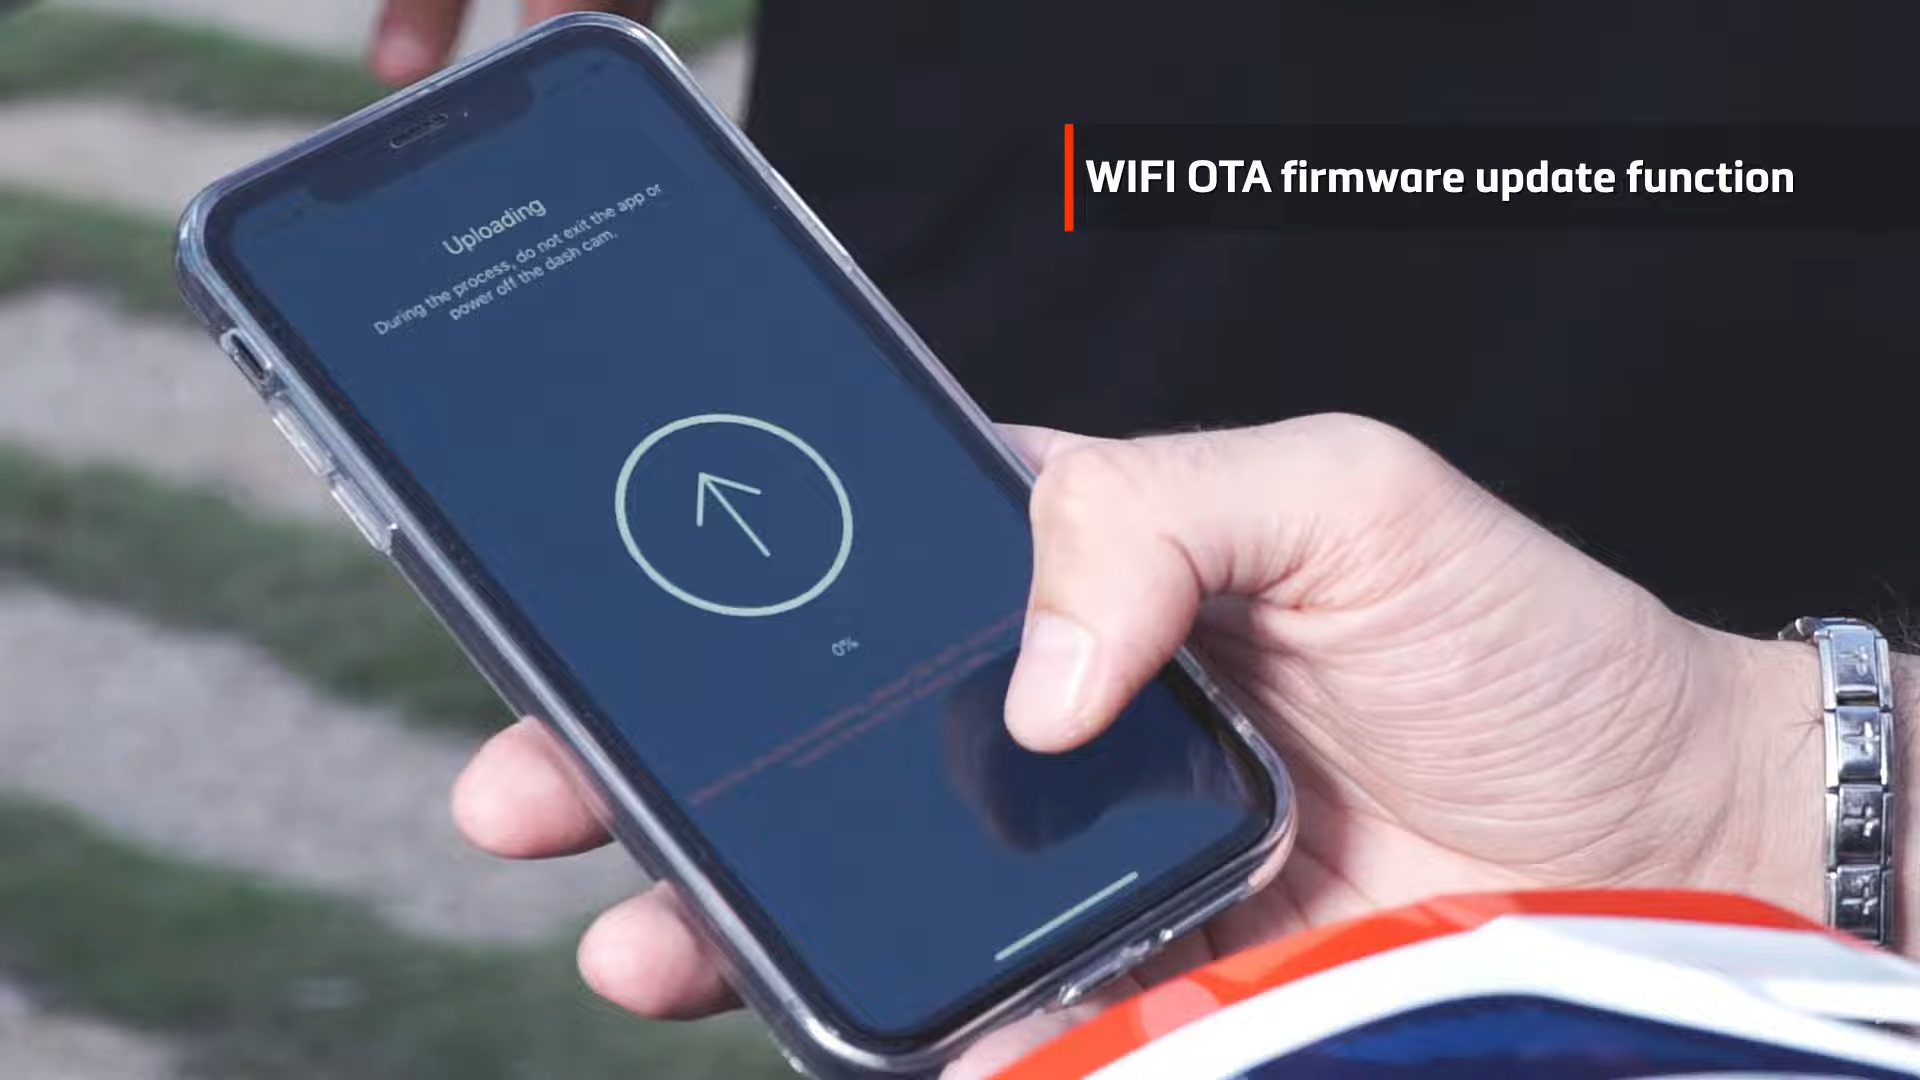 WIFI OTA firmware update function
Uploading
During the process, do not exit the app or
power off the dash cam.
0%